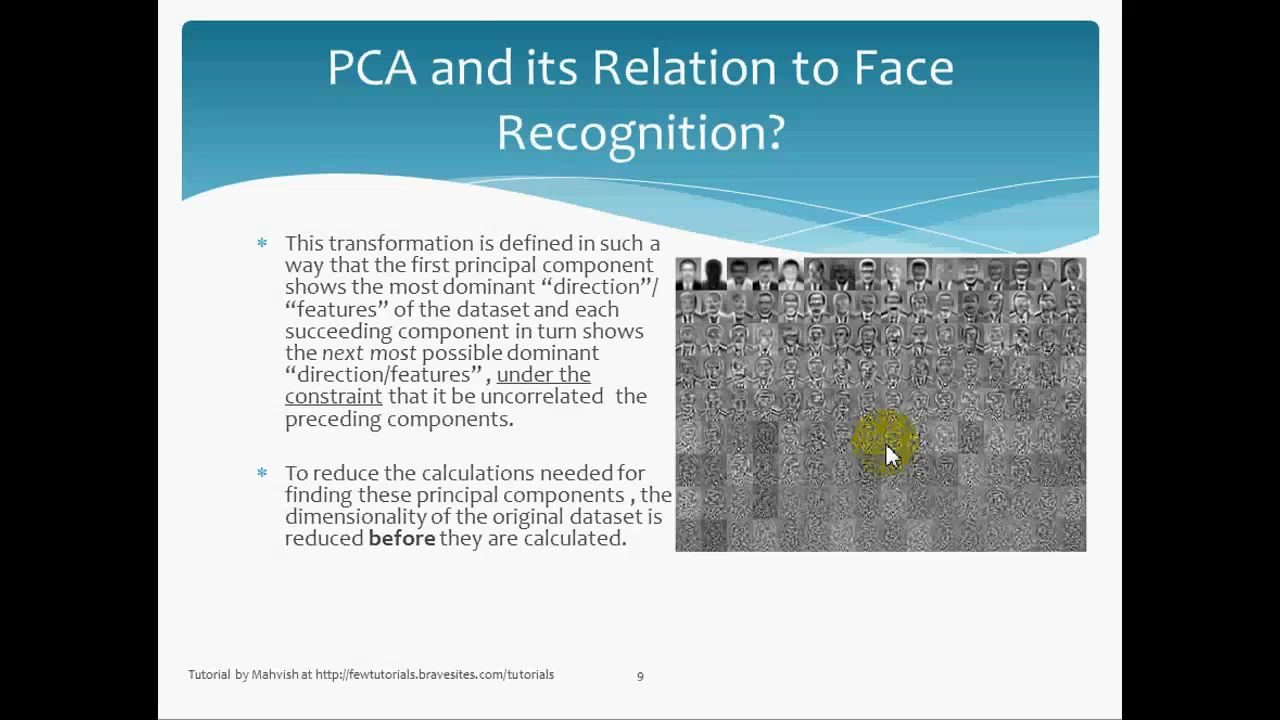 PCA and its Relation to Face
Recognition?
* This transformation is defined in such a
way that the first principal component
shows the most dominant “direction”/
“features” of the dataset and each
succeeding component in turn shows
the next most possible dominant
“direction/features” , under the
constraint that it be uncorrelated the
preceding components.
* To reduce the calculations needed for
finding these principal components , the
dimensionality of the original dataset is
reduced before they are calculated.
Tutorial by Mahvish at http://fewtutorials.bravesites.com/tutorials
9